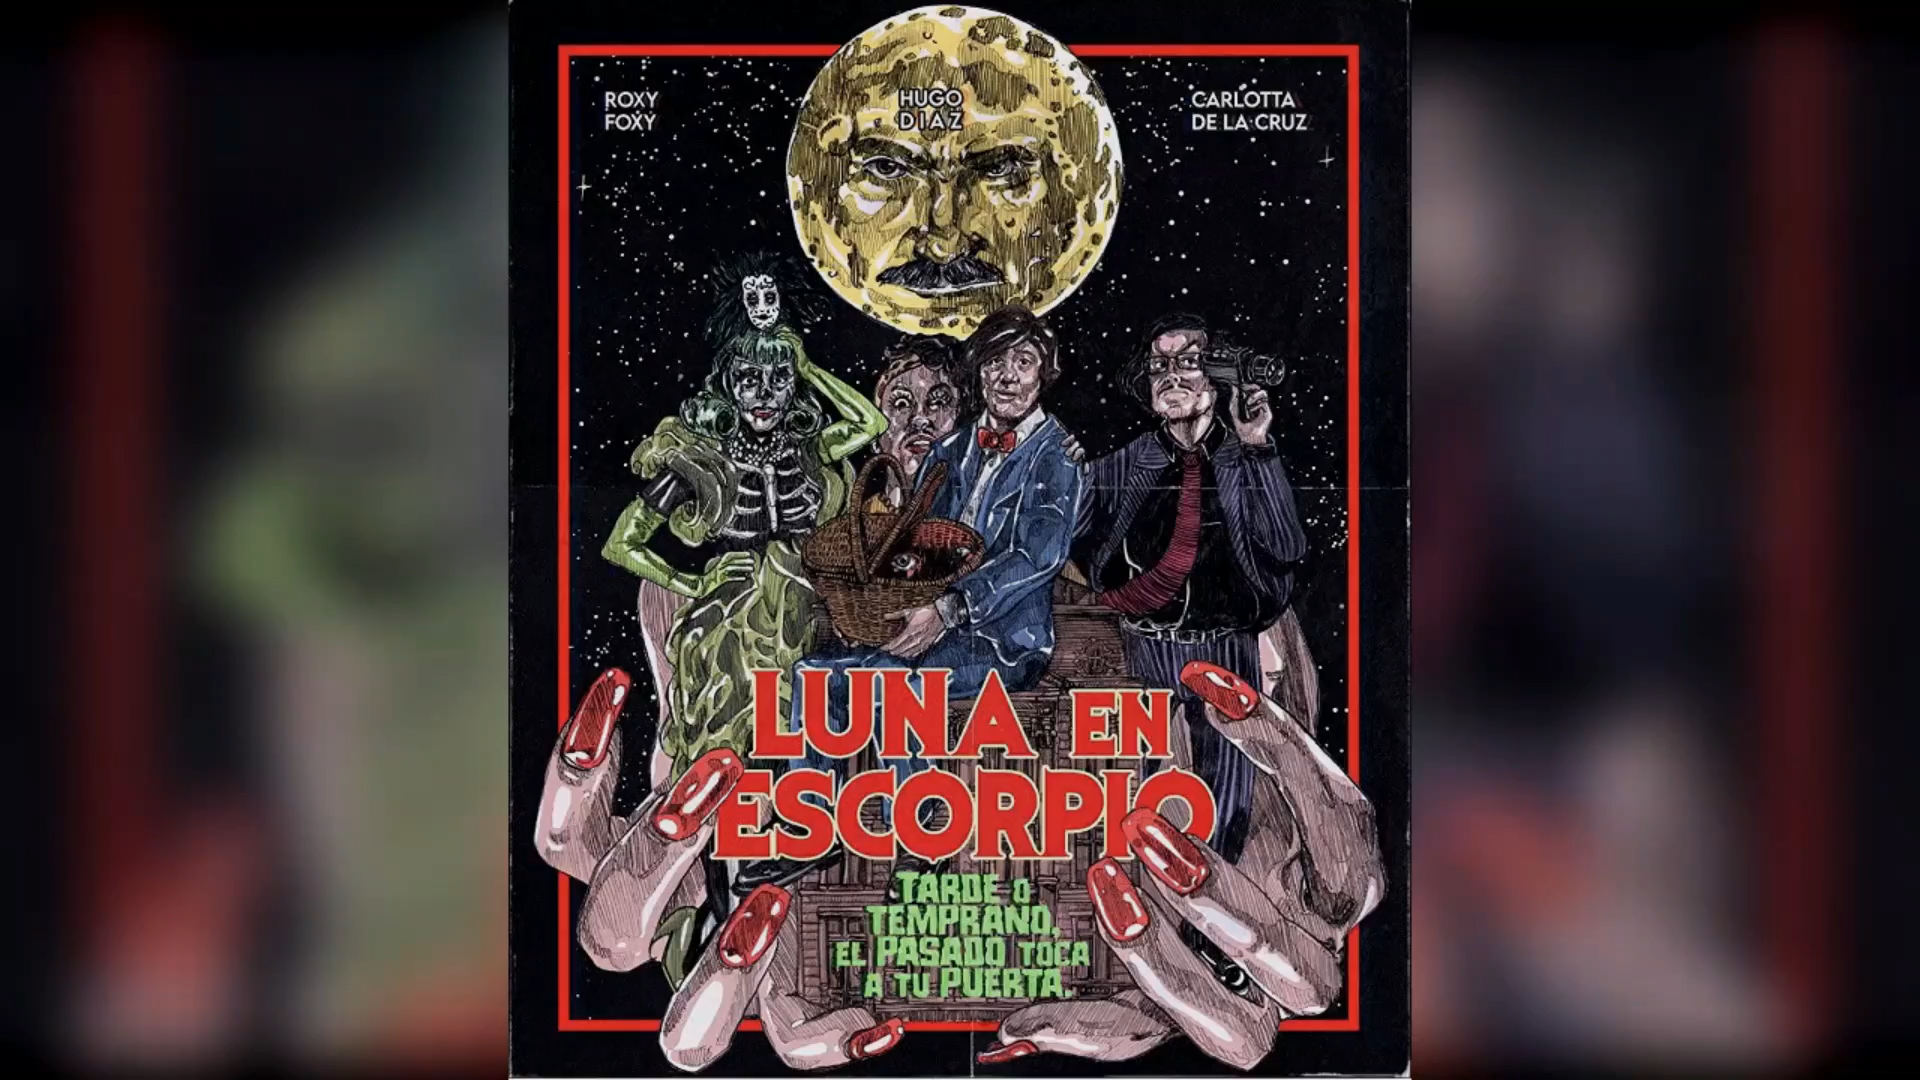 ROXY
FOXY
HUGO
DIAZ
CARLOTTA
DE LA CRUZ
LUNA EN
ESCORPIO
TARDE O
TEMPRANO,
EL PASADO TOCA
A TU PUERTA.